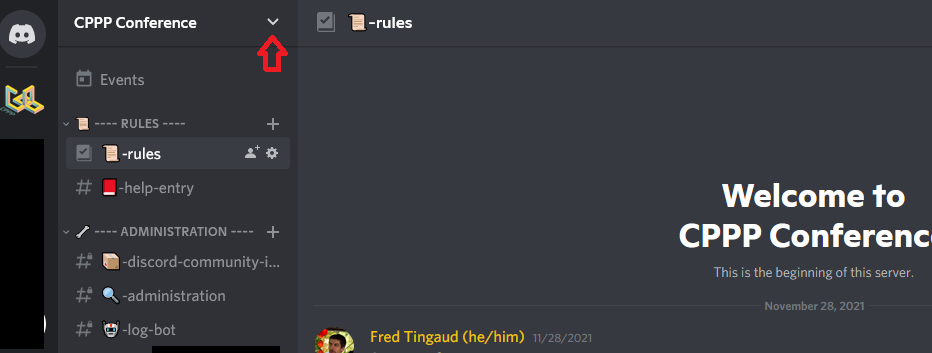 CPPP Conference
Events
---- RULES ----
-rules
-help-entry
---- ADMINISTRATION ----
-discord-community-i...
-administration
-log-bot
-rules
Welcome to
CPPP Conferenc
This is the beginning of this server.
November 28, 2021
Fred Tingaud (he/him) 11/28/2021